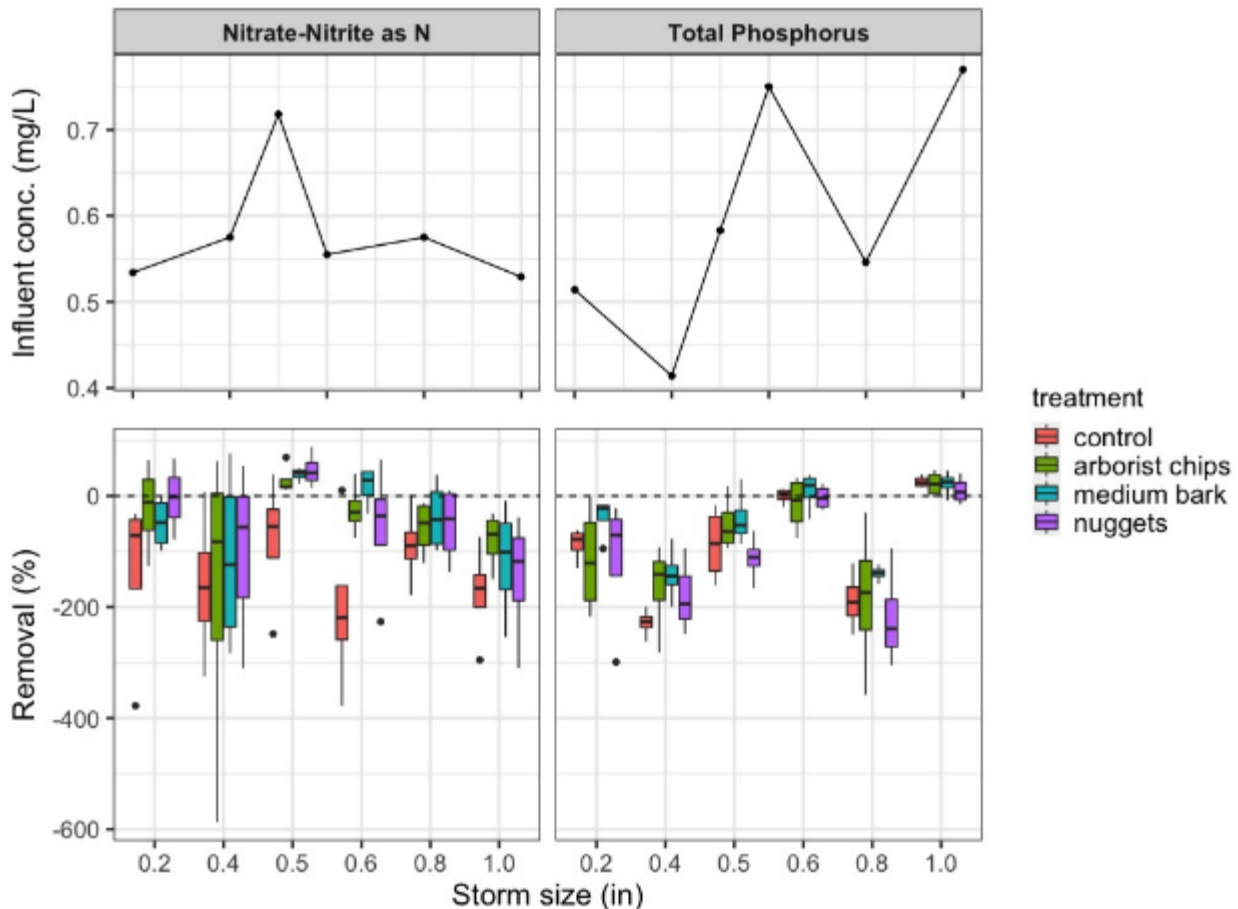 Nitrate-Nitrite as N
Total Phosphorus
Influent conc. (mg/L)
0.7
0.6
0.5
0.4
Removal (%)
0
-200
-400
-600
0.2 0.4 0.5 0.6 0.8 1.0
0.2 0.4 0.5 0.6 0.8 1.0
Storm size (in)
treatment
control
arborist chips
medium bark
nuggets